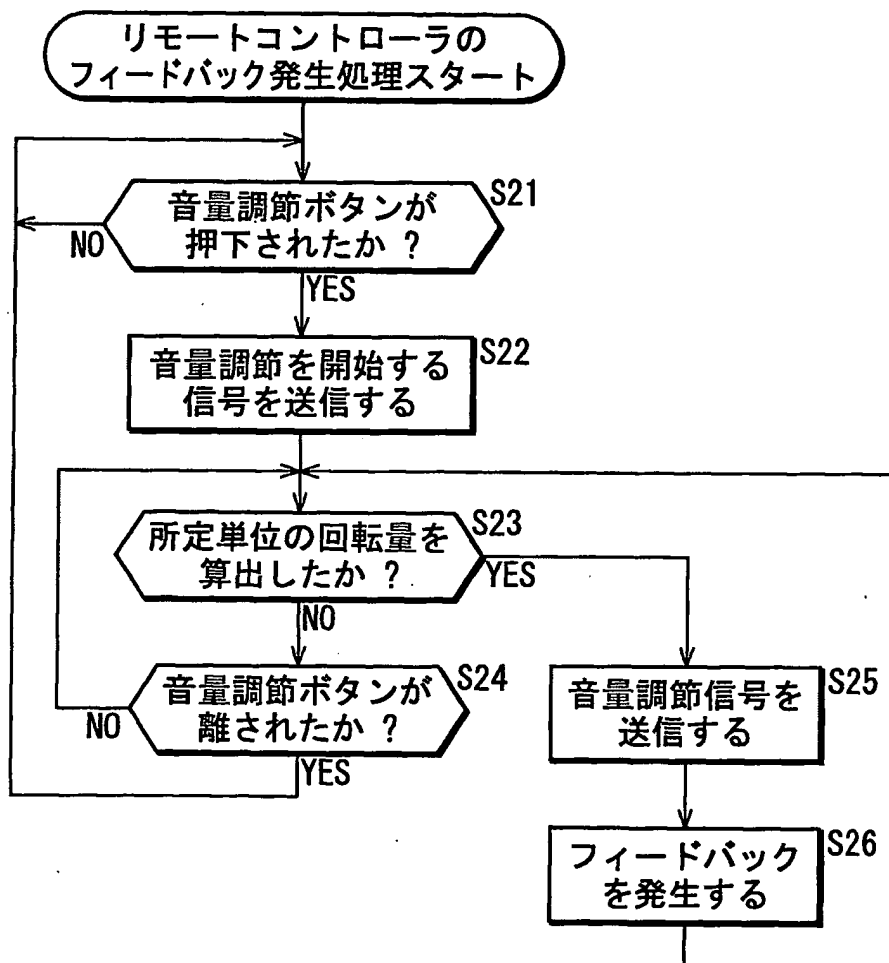 リモートコントローラの
フィードバック発生処理スタート
S21
音量調節ボタンが
押下されたか ?
NO
YES
S22
音量調節を開始する
信号を送信する
S23
所定単位の回転量を
算出したか ?
YES
NO
S24
音量調節ボタンが
離されたか ?
NO
YES
S25
音量調節信号を
送信する
S26
フィードバック
を発生する